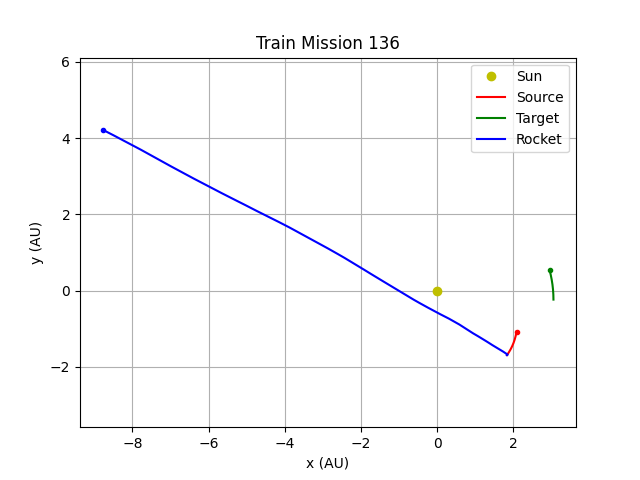 Train Mission 136
Sun
Source
Target
Rocket
6
4
2
0
−2
y (AU)
−8
−6
−4
−2
0
2
x (AU)